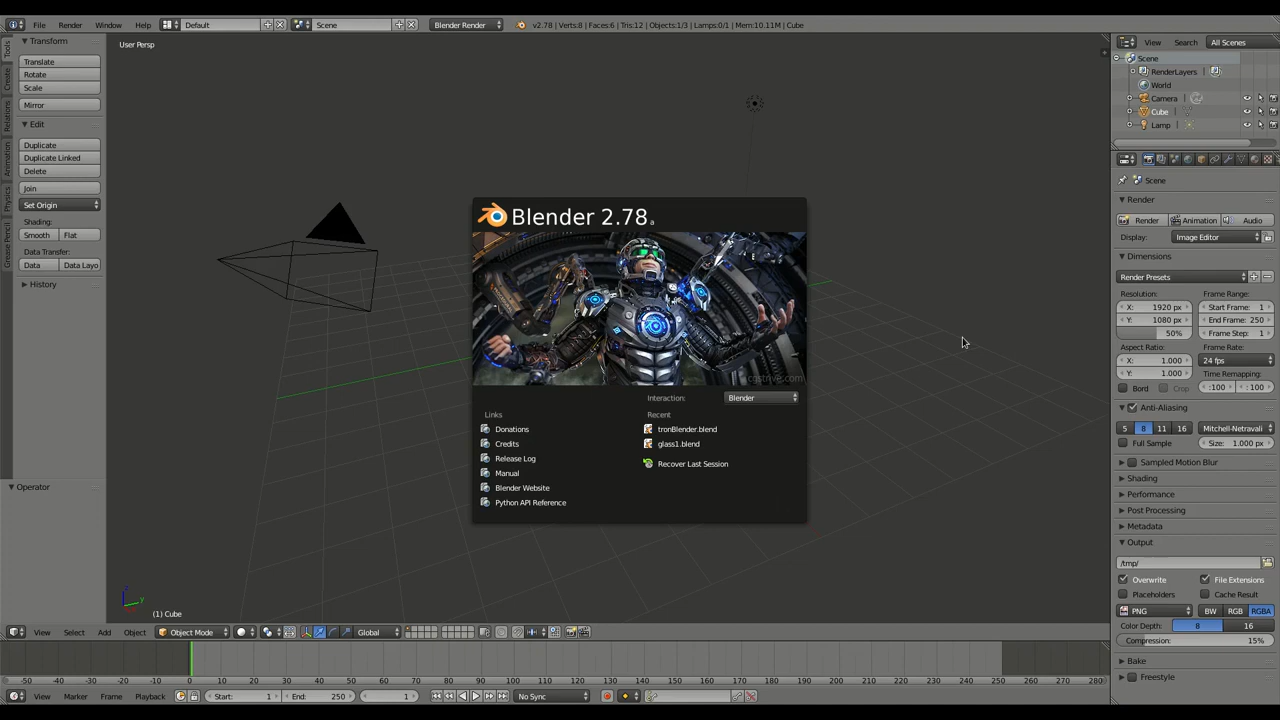 File Render Window Help Default Scene Blender Render v2.78 | Verts:8 | Faces:6 | Tris:12 | Objects:1/3 | Lamps:0/1 | Mem:10.11M | Cube
Tools
Create
Relations
Animation
Physics
Grease Pencil
Transform
Translate
Rotate
Scale
Mirror
Edit
Duplicate
Duplicate Linked
Delete
Join
Set Origin
Shading:
Smooth Flat
Data Transfer:
Data Data Layo
History
Operator
User Persp
Blender 2.78a
cgstrive.com
Interaction: Blender
Links
Donations
Credits
Release Log
Manual
Blender Website
Python API Reference
Recent
tronBlender.blend
glass1.blend
Recover Last Session
(1) Cube
View Select Add Object Object Mode Global
-50 -40 -30 -20 -10 0 10 20 30 40 50 60 70 80 90 100 110 120 130 140 150 160 170 180 190 200 210 220 230 240 250 260 270 280
View Marker Frame Playback Start: 1 End: 250 1 No Sync
View Search All Scenes
Scene
RenderLayers
World
Camera
Cube
Lamp
Scene
Render
Render Animation Audio
Display: Image Editor
Dimensions
Render Presets
Resolution: Frame Range:
X: 1920 px Start Frame: 1
Y: 1080 px End Frame: 250
50% Frame Step: 1
Aspect Ratio: Frame Rate:
X: 1.000 24 fps
Y: 1.000 Time Remapping:
Bord Crop :100 : 100
Anti-Aliasing
5 8 11 16 Mitchell-Netravali
Full Sample Size: 1.000 px
Sampled Motion Blur
Shading
Performance
Post Processing
Metadata
Output
/tmp/
Overwrite File Extensions
Placeholders Cache Result
PNG BW RGB RGBA
Color Depth: 8 16
Compression: 15%
Bake
Freestyle